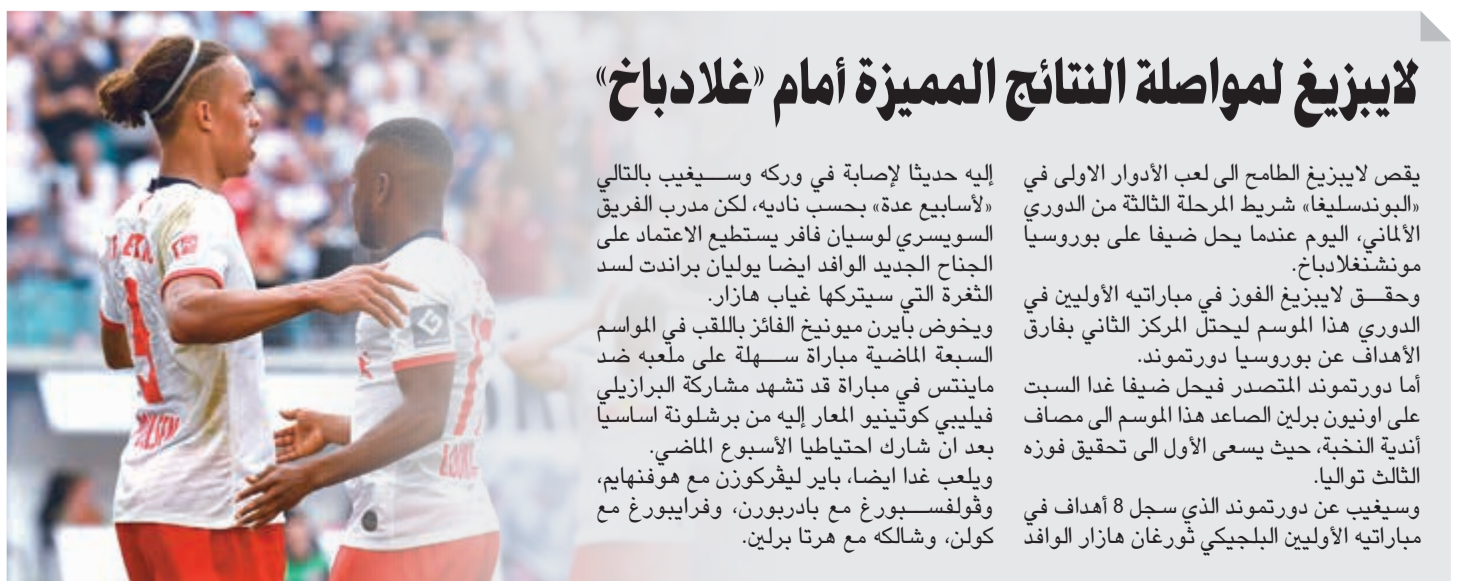 لايبزيغ لمواصلة النتائج المميزة أمام «غلادباخ»
يقص لايبزيغ الطامح الى لعب الأدوار الاولى في
«البوندسليغا» شريط المرحلة الثالثة من الدوري
الألماني، اليوم عندما يحل ضيفا على بوروسيا
مونشنغلادباخ.
وحقـــق لايبزيغ الفوز في مباراتيه الأوليين في
الدوري هذا الموسم ليحتل المركز الثاني بفارق
الأهداف عن بوروسيا دورتموند.
أما دورتموند المتصدر فيحل ضيفا غدا السبت
على اونيون برلين الصاعد هذا الموسم الى مصاف
أندية النخبة، حيث يسعى الأول الى تحقيق فوزه
الثالث تواليا.
وسيغيب عن دورتموند الذي سجل 8 أهداف في
مباراتيه الأوليين البلجيكي ثورغان هازار الوافد
إليه حديثا لإصابة في وركه وســـيغيب بالتالي
«لأسابيع عدة» بحسب ناديه، لكن مدرب الفريق
السويسري لوسيان فافر يستطيع الاعتماد على
الجناح الجديد الوافد ايضا يوليان براندت لسد
الثغرة التي سيتركها غياب هازار.
ويخوض بايرن ميونيخ الفائز باللقب في المواسم
السبعة الماضية مباراة ســـهلة على ملعبه ضد
ماينتس في مباراة قد تشهد مشاركة البرازيلي
فيليبي كوتينيو المعار إليه من برشلونة اساسيا
بعد ان شارك احتياطيا الأسبوع الماضي.
ويلعب غدا ايضا، باير ليڤركوزن مع هوفنهايم،
وڤولفســـبورغ مع بادربورن، وفرايبورغ مع
كولن، وشالكه مع هرتا برلين.